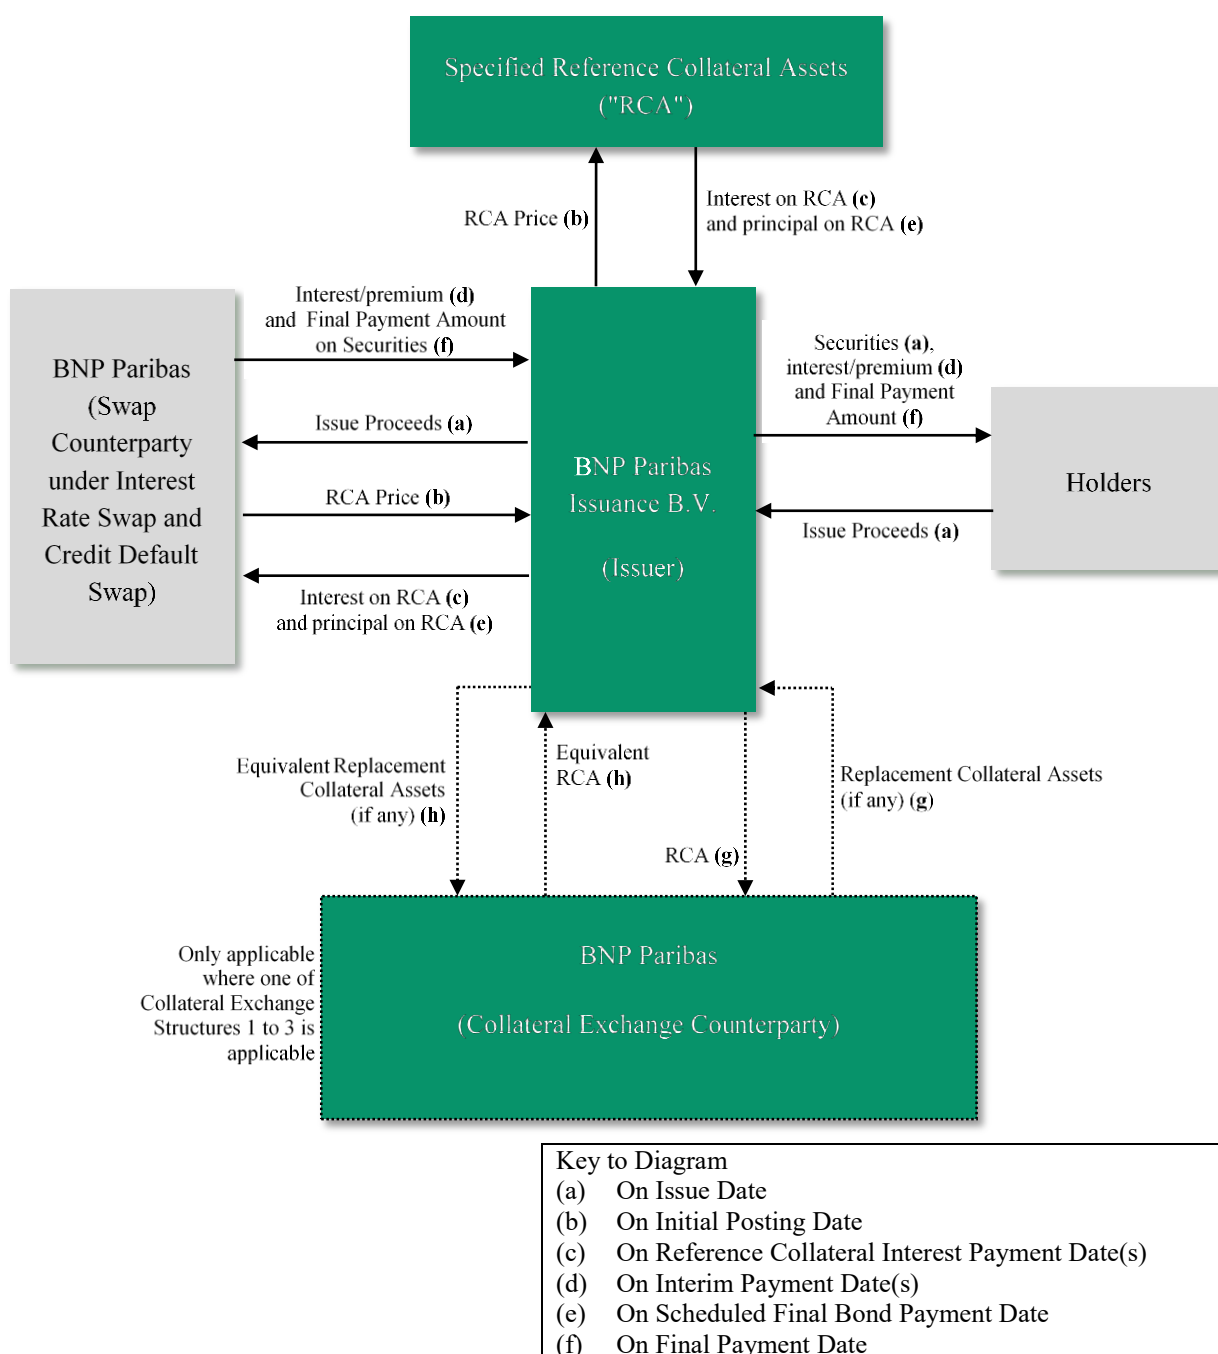 Specified Reference Collateral Assets
("RCA")
RCA Price (b)
Interest on RCA (c)
and principal on RCA (e)
BNP Paribas
(Swap
Counterparty
under Interest
Rate Swap and
Credit Default
Swap)
Interest/premium (d)
and Final Payment Amount
on Securities (f)
Issue Proceeds (a)
RCA Price (b)
Interest on RCA (c)
and principal on RCA (e)
BNP Paribas
Issuance B.V.
(Issuer)
Securities (a),
interest/premium (d)
and Final Payment
Amount (f)
Issue Proceeds (a)
Holders
Equivalent Replacement
Collateral Assets
(if any) (h)
Equivalent
RCA (h)
RCA (g)
Replacement Collateral Assets
(if any) (g)
Only applicable
where one of
Collateral Exchange
Structures 1 to 3 is
applicable
BNP Paribas
(Collateral Exchange Counterparty)
Key to Diagram
(a) On Issue Date
(b) On Initial Posting Date
(c) On Reference Collateral Interest Payment Date(s)
(d) On Interim Payment Date(s)
(e) On Scheduled Final Bond Payment Date
(f) On Final Payment Date